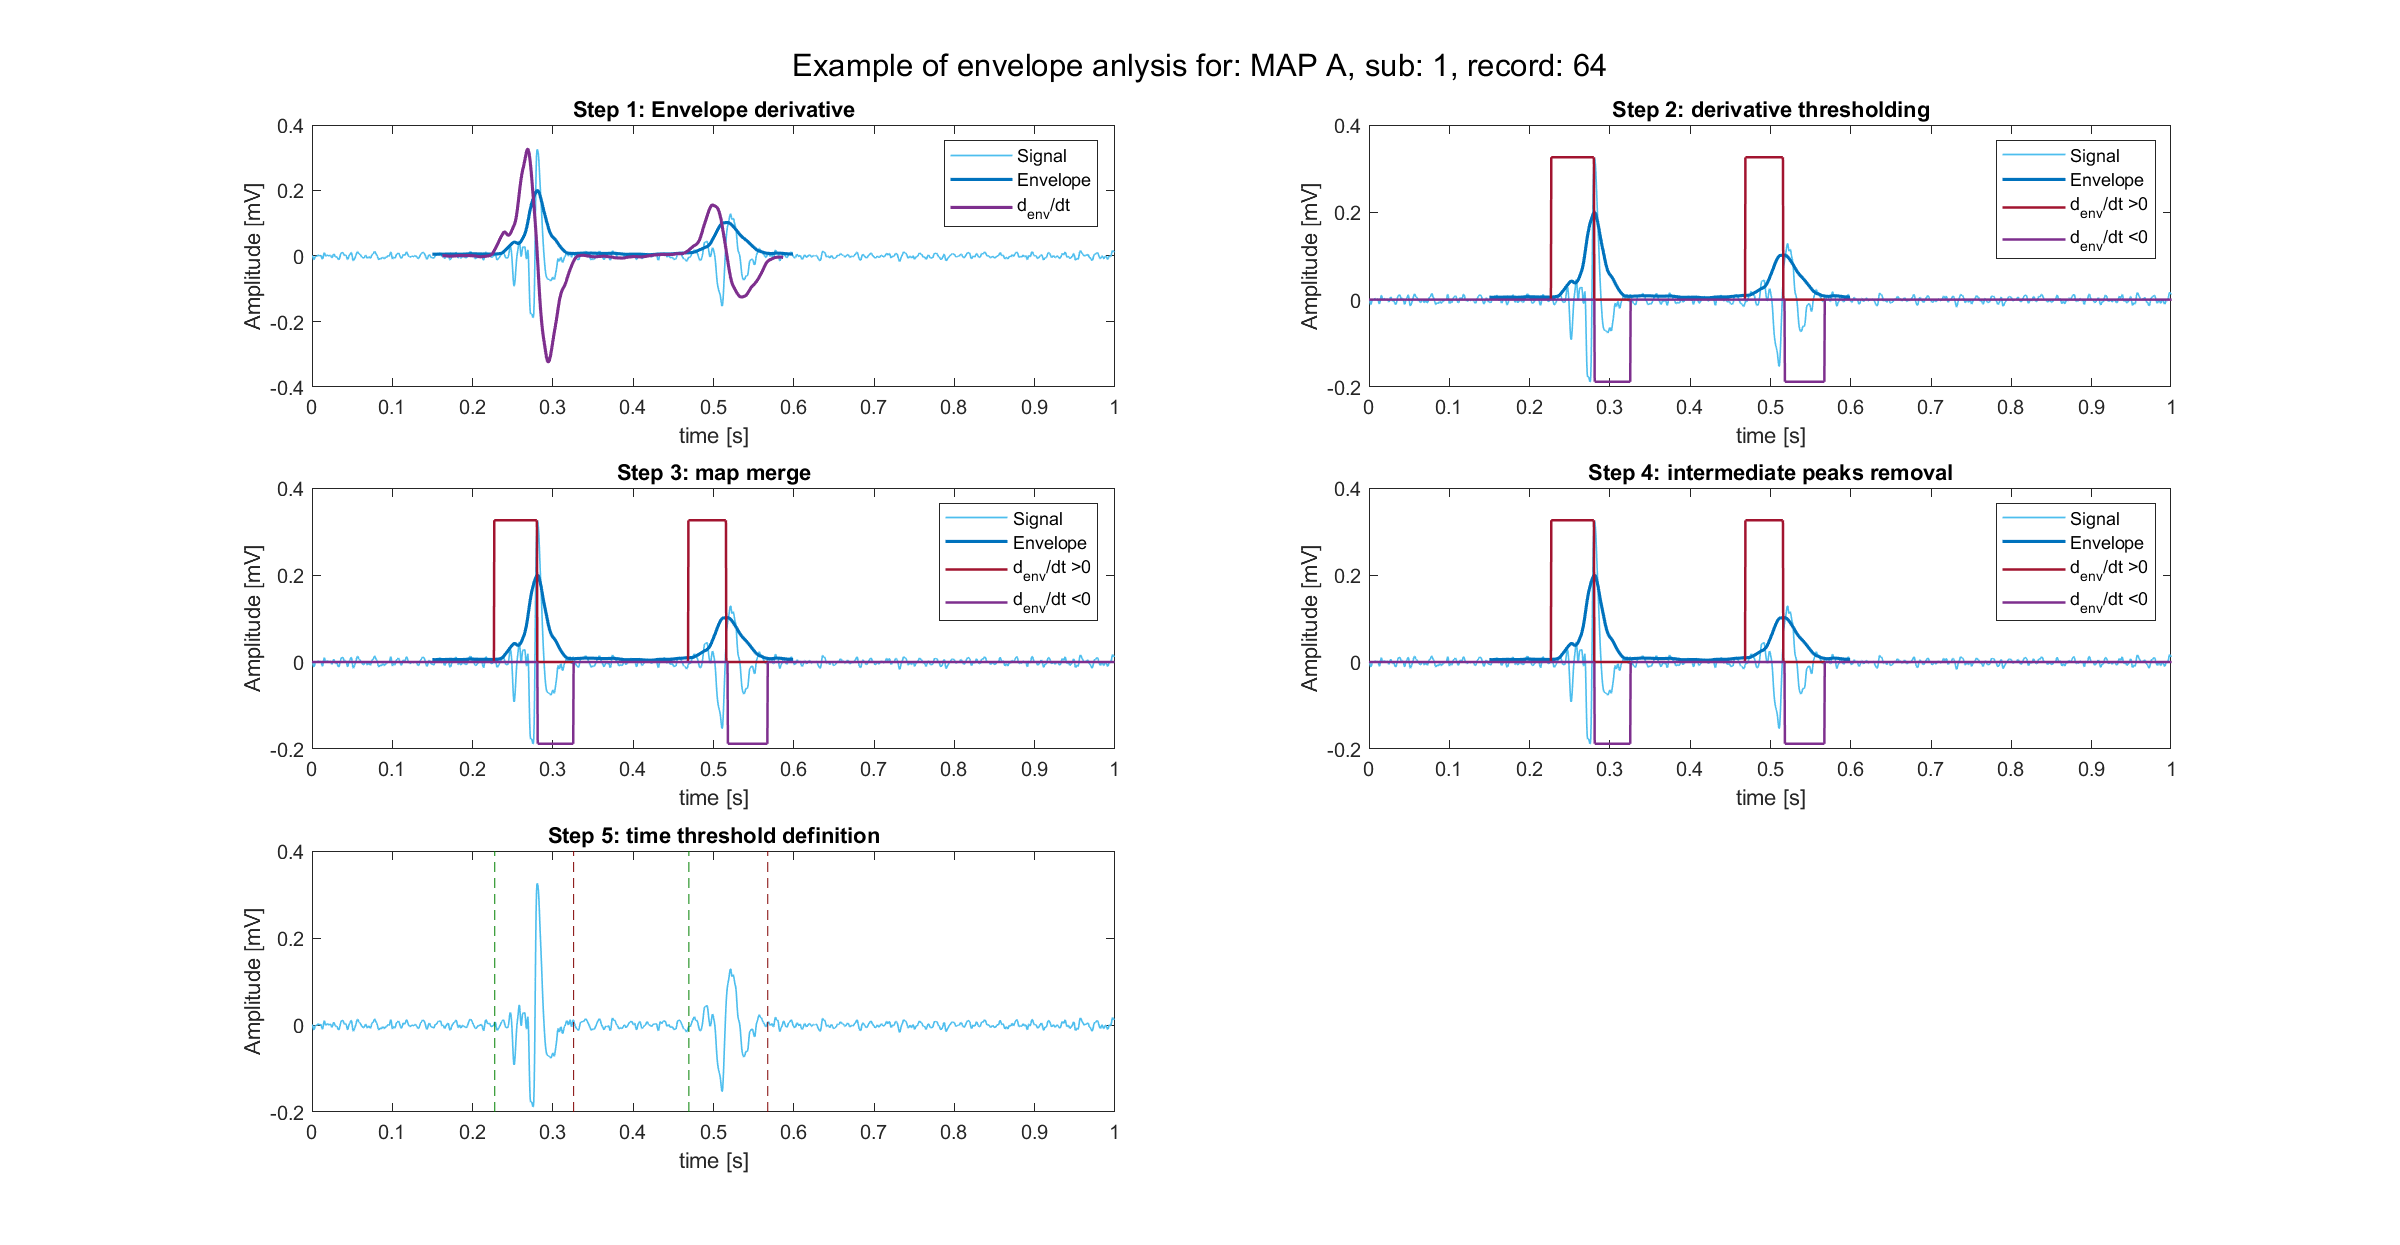 Example of envelope anlysis for: MAP A, sub: 1, record: 64
Step 1: Envelope derivative
0.4
0.2
0
-0.2
-0.4
Amplitude [mV]
0 0.1 0.2 0.3 0.4 0.5 0.6 0.7 0.8 0.9 1
time [s]
Signal
Envelope
d_env/dt
Step 2: derivative thresholding
0.4
0.2
0
-0.2
Amplitude [mV]
0 0.1 0.2 0.3 0.4 0.5 0.6 0.7 0.8 0.9 1
time [s]
Signal
Envelope
d_env/dt >0
d_env/dt <0
Step 3: map merge
0.4
0.2
0
-0.2
Amplitude [mV]
0 0.1 0.2 0.3 0.4 0.5 0.6 0.7 0.8 0.9 1
time [s]
Signal
Envelope
d_env/dt >0
d_env/dt <0
Step 4: intermediate peaks removal
0.4
0.2
0
-0.2
Amplitude [mV]
0 0.1 0.2 0.3 0.4 0.5 0.6 0.7 0.8 0.9 1
time [s]
Signal
Envelope
d_env/dt >0
d_env/dt <0
Step 5: time threshold definition
0.4
0.2
0
-0.2
Amplitude [mV]
0 0.1 0.2 0.3 0.4 0.5 0.6 0.7 0.8 0.9 1
time [s]